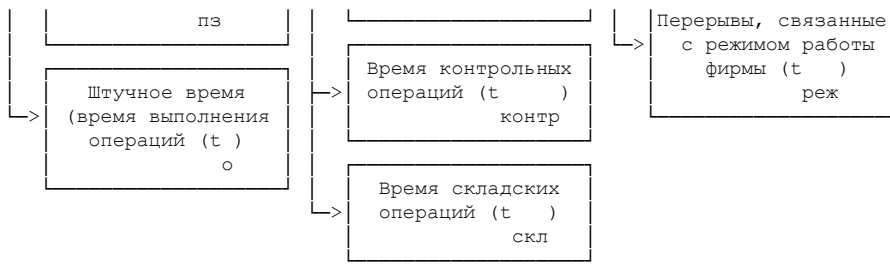 пз
Штучное время
(время выполнения
операций (t )
о
Время контрольных
операций (t )
контр
Время складских
операций (t )
скл
Перерывы, связанные
с режимом работы
фирмы (t )
реж